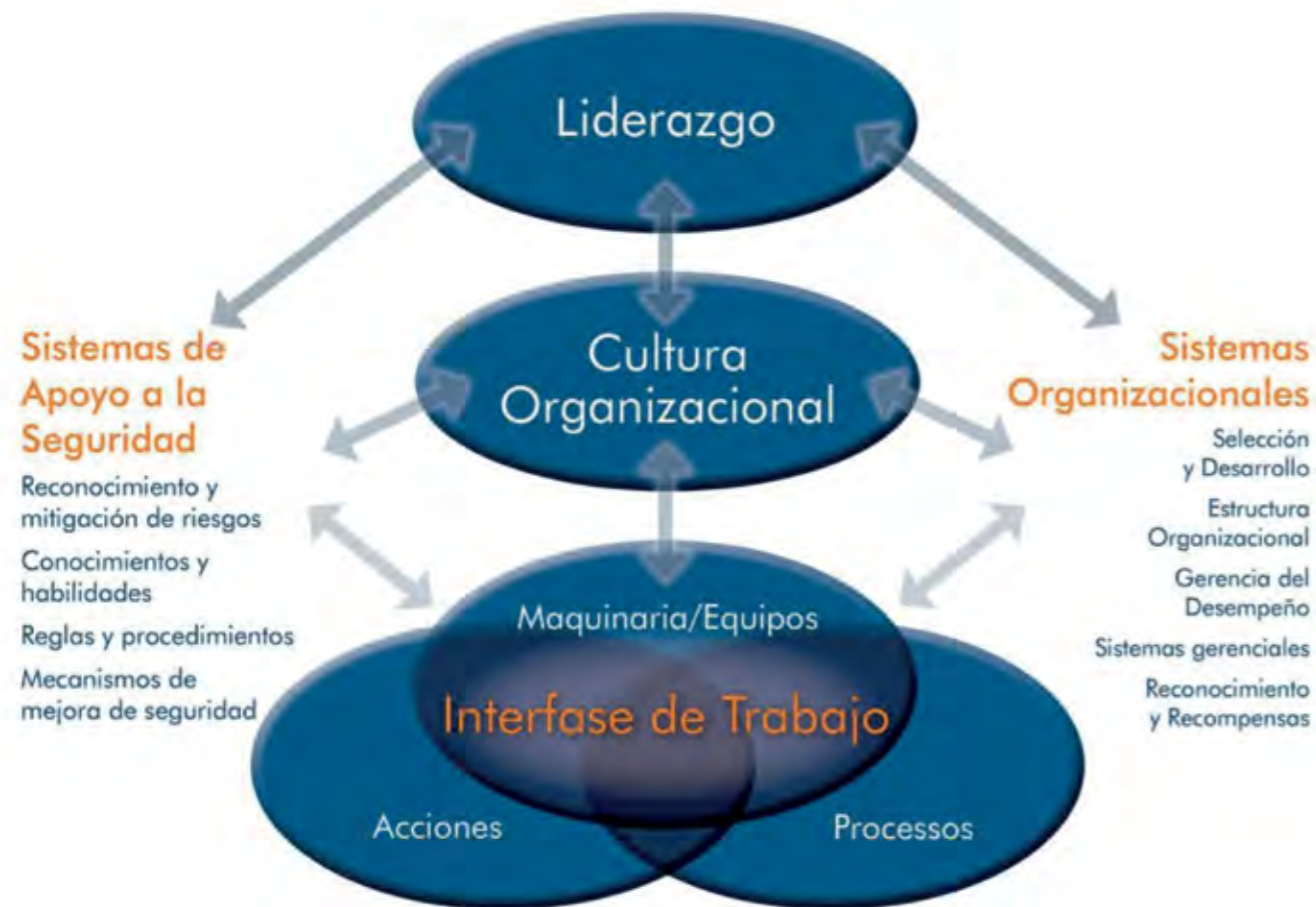 Liderazgo
Cultura
Organizacional
Sistemas de
Apoyo a la
Seguridad
Reconocimiento y
mitigación de riesgos
Conocimientos y
habilidades
Reglas y procedimientos
Mecanismos de
mejora de seguridad
Sistemas
Organizacionales
Selección
y Desarrollo
Estructura
Organizacional
Gerencia del
Desempeño
Sistemas gerenciales
Reconocimiento
y Recompensas
Maquinaria/Equipos
Interfase de Trabajo
Acciones
Processos